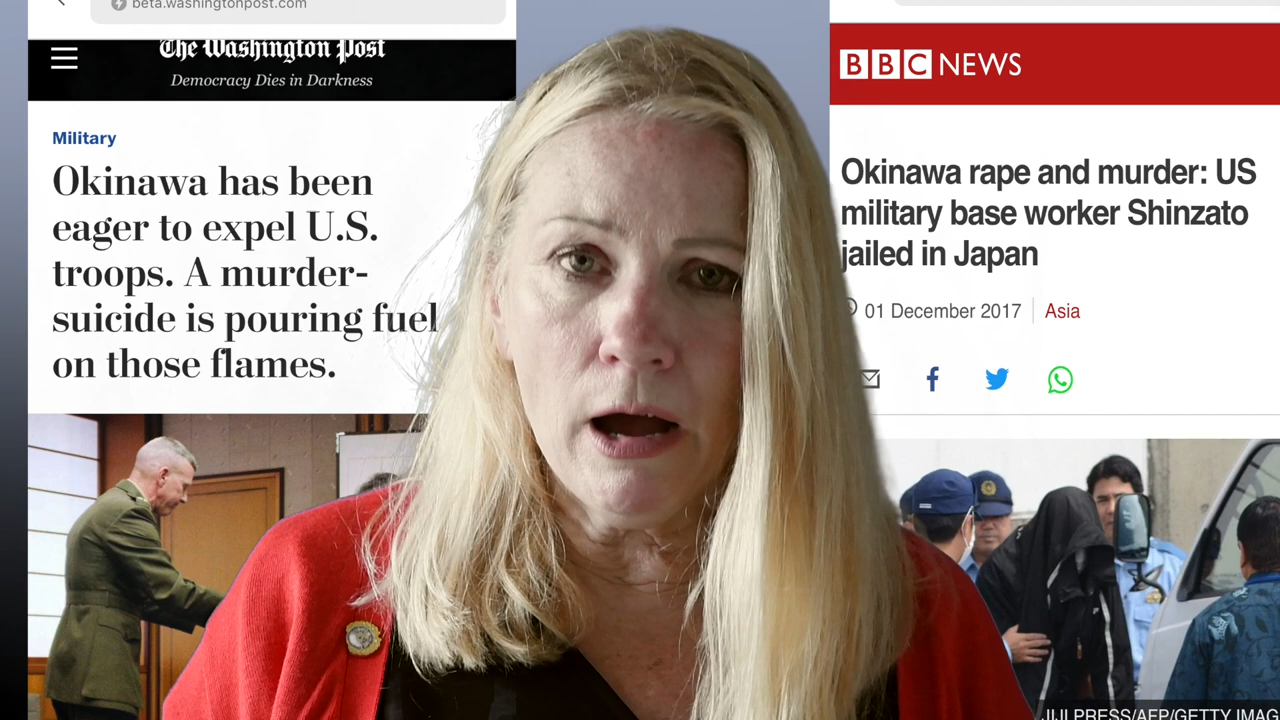 beta.washingtonpost.com
The Washington Post
Democracy Dies in Darkness
Military
Okinawa has been
eager to expel U.S.
troops. A murder-
suicide is pouring fuel
on those flames.
BBC NEWS
Okinawa rape and murder: US
military base worker Shinzato
jailed in Japan
01 December 2017
Asia
JIJI PRESS/AFP/GETTY IMAG